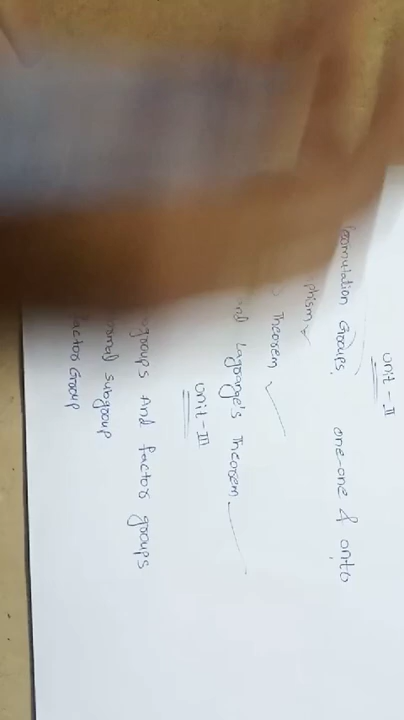 Unit - II
Permutation Groups. one-one & onto
phism
Theorem
and Lagrange's Theorem
Unit - III
groups And factor groups
subgroup
Factor Group